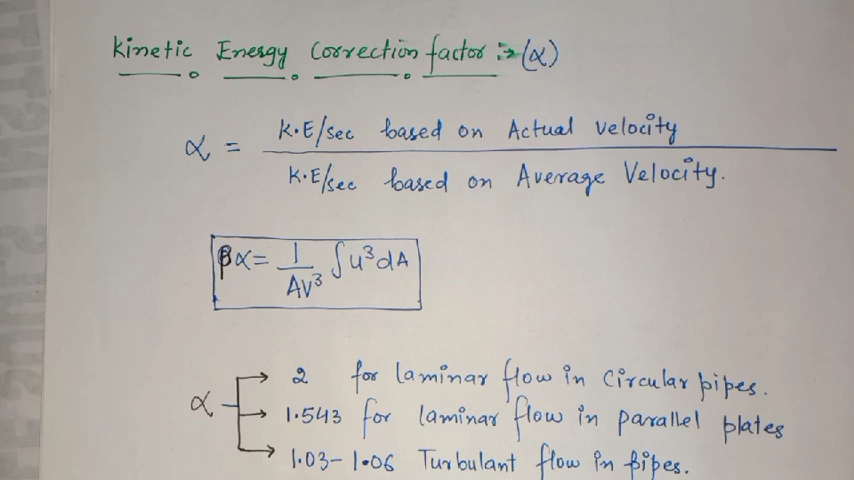 Kinetic Energy Correction factor :- (α)
α = K.E/sec based on Actual velocity
K.E/sec based on Average Velocity.
βα = 1/AV³ ∫u³dA
α → 2 for laminar flow in circular pipes.
→ 1.543 for laminar flow in parallel plates
→ 1.03-1.06 Turbulant flow in pipes.